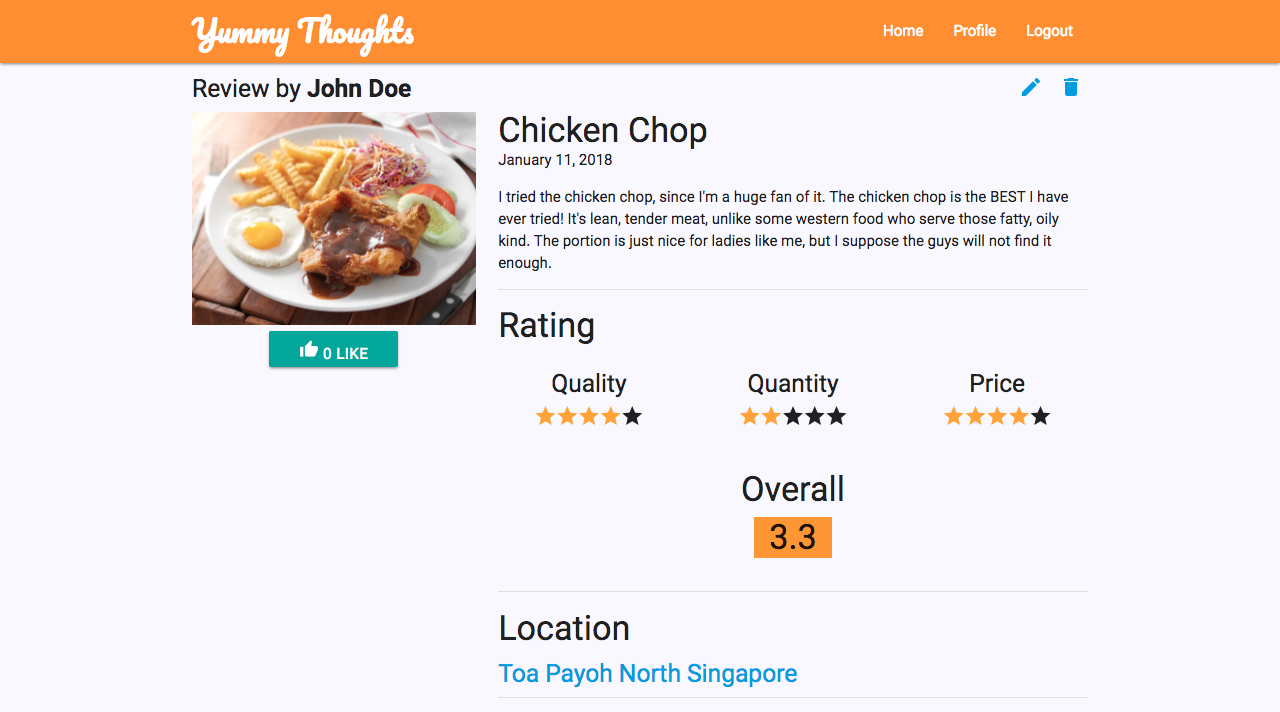 Yummy Thoughts
Home Profile Logout
Review by John Doe
Chicken Chop
January 11, 2018
I tried the chicken chop, since I'm a huge fan of it. The chicken chop is the BEST I have
ever tried! It's lean, tender meat, unlike some western food who serve those fatty, oily
kind. The portion is just nice for ladies like me, but I suppose the guys will not find it
enough.
0 LIKE
Rating
Quality Quantity Price
Overall
3.3
Location
Toa Payoh North Singapore